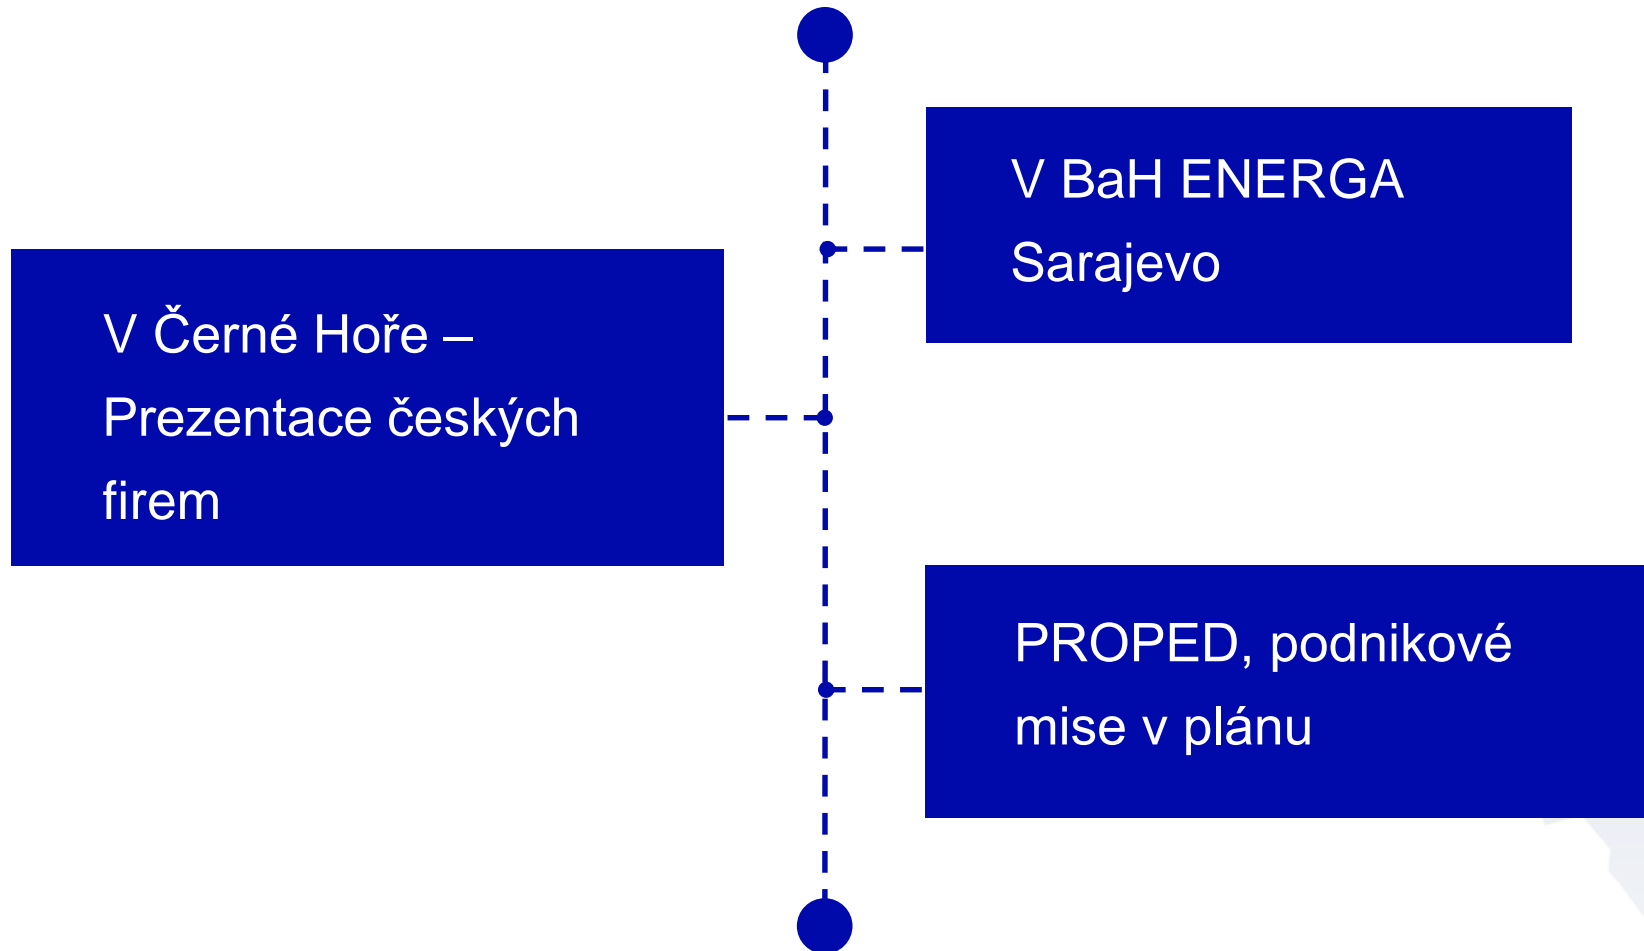 V BaH ENERGA
Sarajevo
V Černé Hoře –
Prezentace českých
firem
PROPED, podnikové
mise v plánu